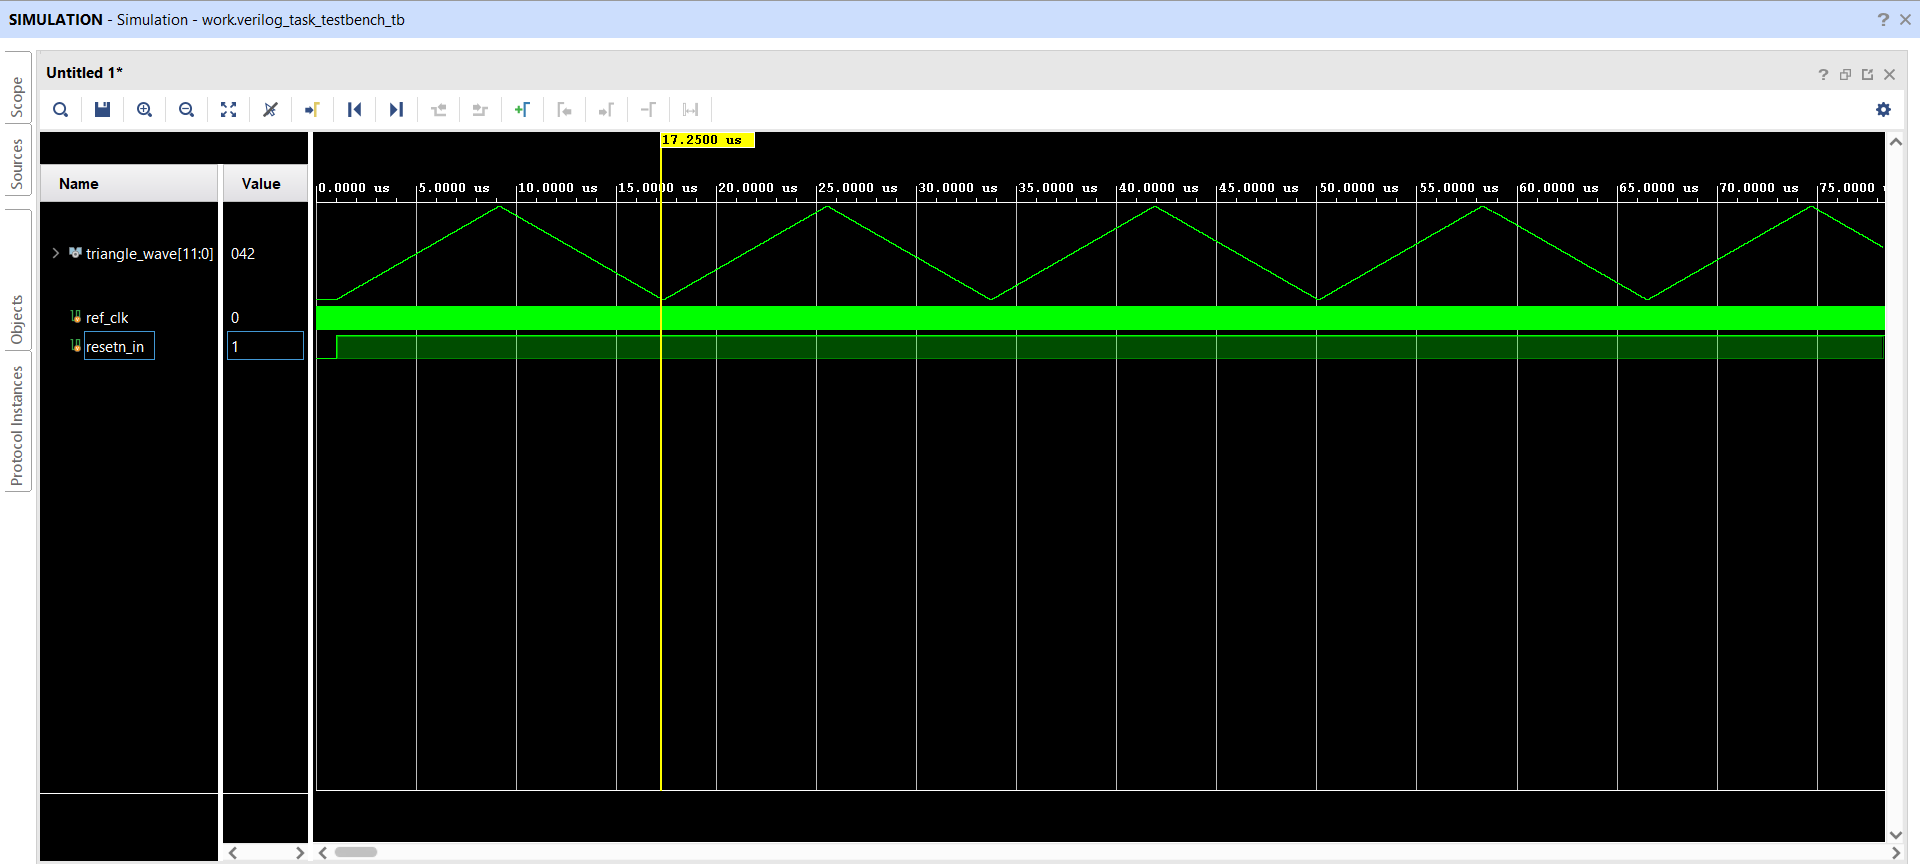 SIMULATION - Simulation - work.verilog_task_testbench_tb
? ×
Scope
Sources
Objects
Protocol Instances
Untitled 1*
Name
Value
17.2500 us
0.0000 us 5.0000 us 10.0000 us 15.0000 us 20.0000 us 25.0000 us 30.0000 us 35.0000 us 40.0000 us 45.0000 us 50.0000 us 55.0000 us 60.0000 us 65.0000 us 70.0000 us 75.0000
triangle_wave[11:0] 042
ref_clk 0
resetn_in 1